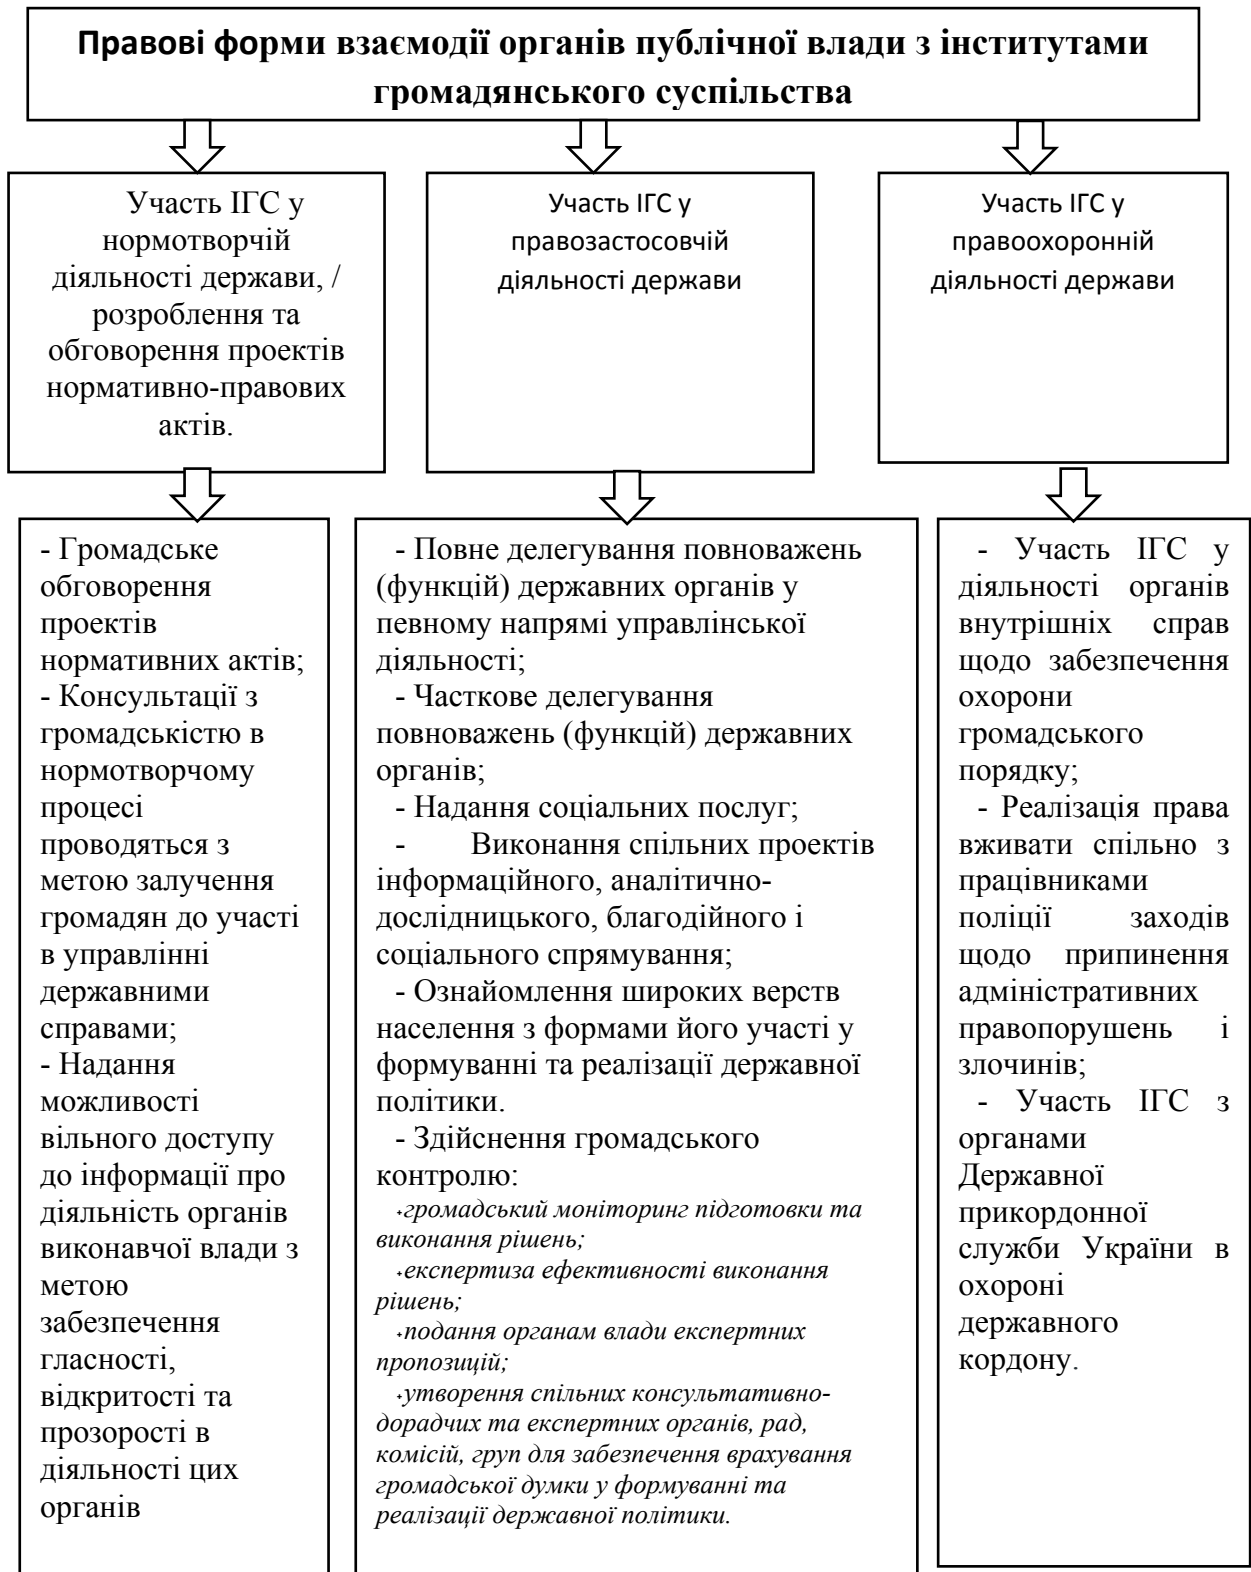 Правові форми взаємодії органів публічної влади з інститутами
громадянського суспільства
Участь ІГС у
нормотворчій
діяльності держави, /
розроблення та
обговорення проектів
нормативно-правових
актів.
Участь ІГС у
правозастосовчій
діяльності держави
Участь ІГС у
правоохоронній
діяльності держави
- Громадське
обговорення
проектів
нормативних актів;
- Консультації з
громадськістю в
нормотворчому
процесі
проводяться з
метою залучення
громадян до участі
в управлінні
державними
справами;
- Надання
можливості
вільного доступу
до інформації про
діяльність органів
виконавчої влади з
метою
забезпечення
гласності,
відкритості та
прозорості в
діяльності цих
органів
- Повне делегування повноважень
(функцій) державних органів у
певному напрямі управлінської
діяльності;
- Часткове делегування
повноважень (функцій) державних
органів;
- Надання соціальних послуг;
- Виконання спільних проектів
інформаційного, аналітично-
дослідницького, благодійного і
соціального спрямування;
- Ознайомлення широких верств
населення з формами його участі у
формуванні та реалізації державної
політики.
- Здійснення громадського
контролю:
˖громадський моніторинг підготовки та
виконання рішень;
˖експертиза ефективності виконання
рішень;
˖подання органам влади експертних
пропозицій;
˖утворення спільних консультативно-
дорадчих та експертних органів, рад,
комісій, груп для забезпечення врахування
громадської думки у формуванні та
реалізації державної політики.
- Участь ІГС у
діяльності органів
внутрішніх справ
щодо забезпечення
охорони
громадського
порядку;
- Реалізація права
вживати спільно з
працівниками
поліції заходів
щодо припинення
адміністративних
правопорушень і
злочинів;
- Участь ІГС з
органами
Державної
прикордонної
служби України в
охороні
державного
кордону.